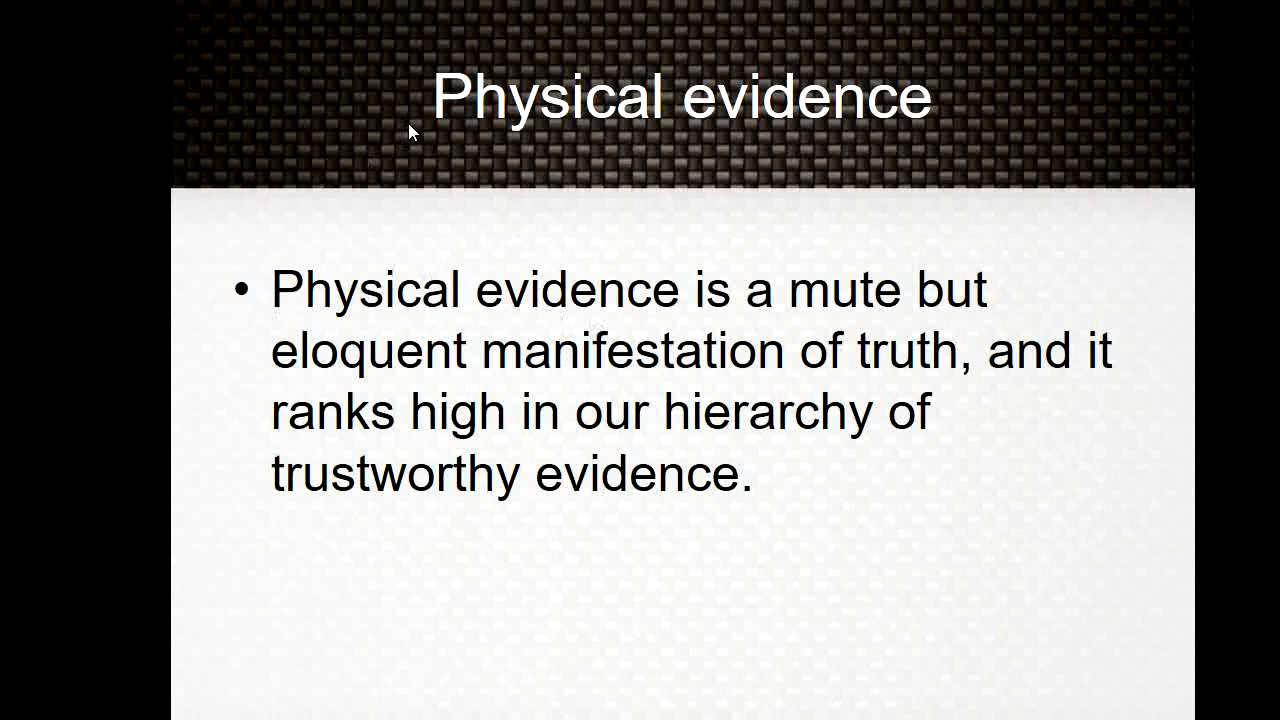 Physical evidence
• Physical evidence is a mute but
eloquent manifestation of truth, and it
ranks high in our hierarchy of
trustworthy evidence.